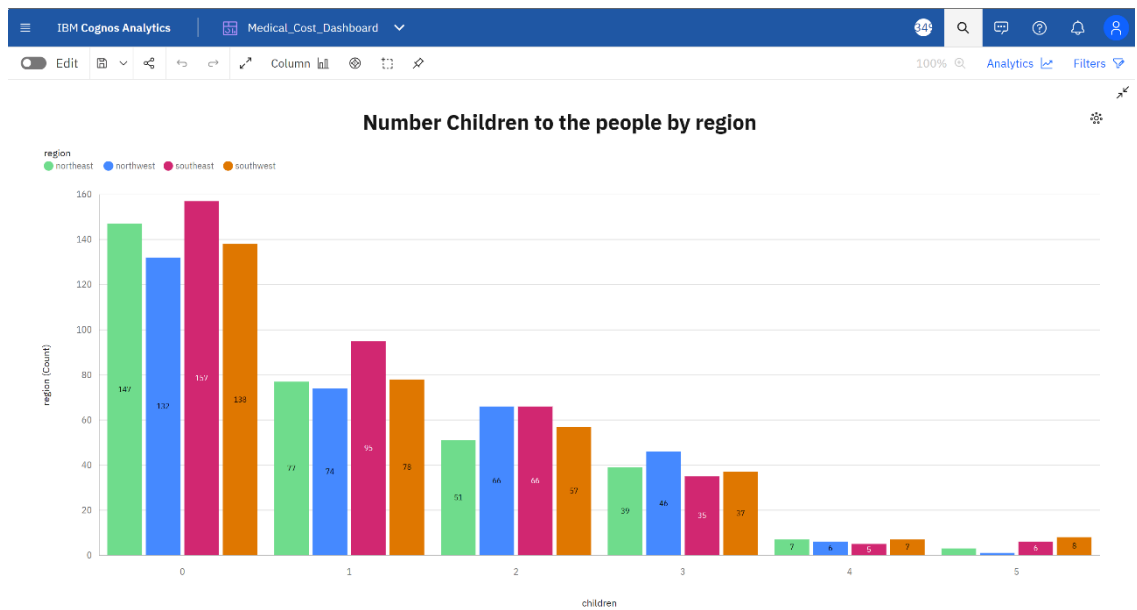 IBM Cognos Analytics Medical_Cost_Dashboard
Edit Column 100% Analytics Filters
Number Children to the people by region
region
northeast northwest southeast southwest
160
140
120
100
80
60
40
20
0
region (Count)
147 132 157 138
77 74 95 78
51 66 66 57
39 46 35 37
7 6 5 7
6 8
0 1 2 3 4 5
children